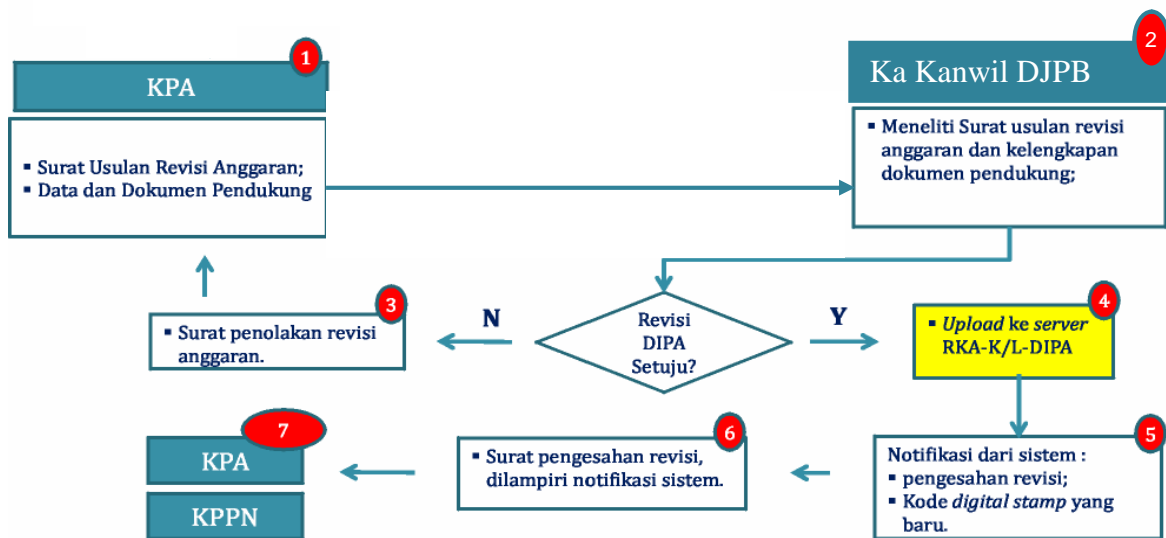 1
KPA
▪ Surat Usulan Revisi Anggaran;
▪ Data dan Dokumen Pendukung
2
Ka Kanwil DJPB
▪ Meneliti Surat usulan revisi
anggaran dan kelengkapan
dokumen pendukung;
Revisi
DIPA
Setuju?
N
Y
3
▪ Surat penolakan revisi
anggaran.
4
▪ Upload ke server
RKA-K/L-DIPA
5
Notifikasi dari sistem :
▪ pengesahan revisi;
▪ Kode digital stamp yang
baru.
6
▪ Surat pengesahan revisi,
dilampiri notifikasi sistem.
7
KPA
KPPN